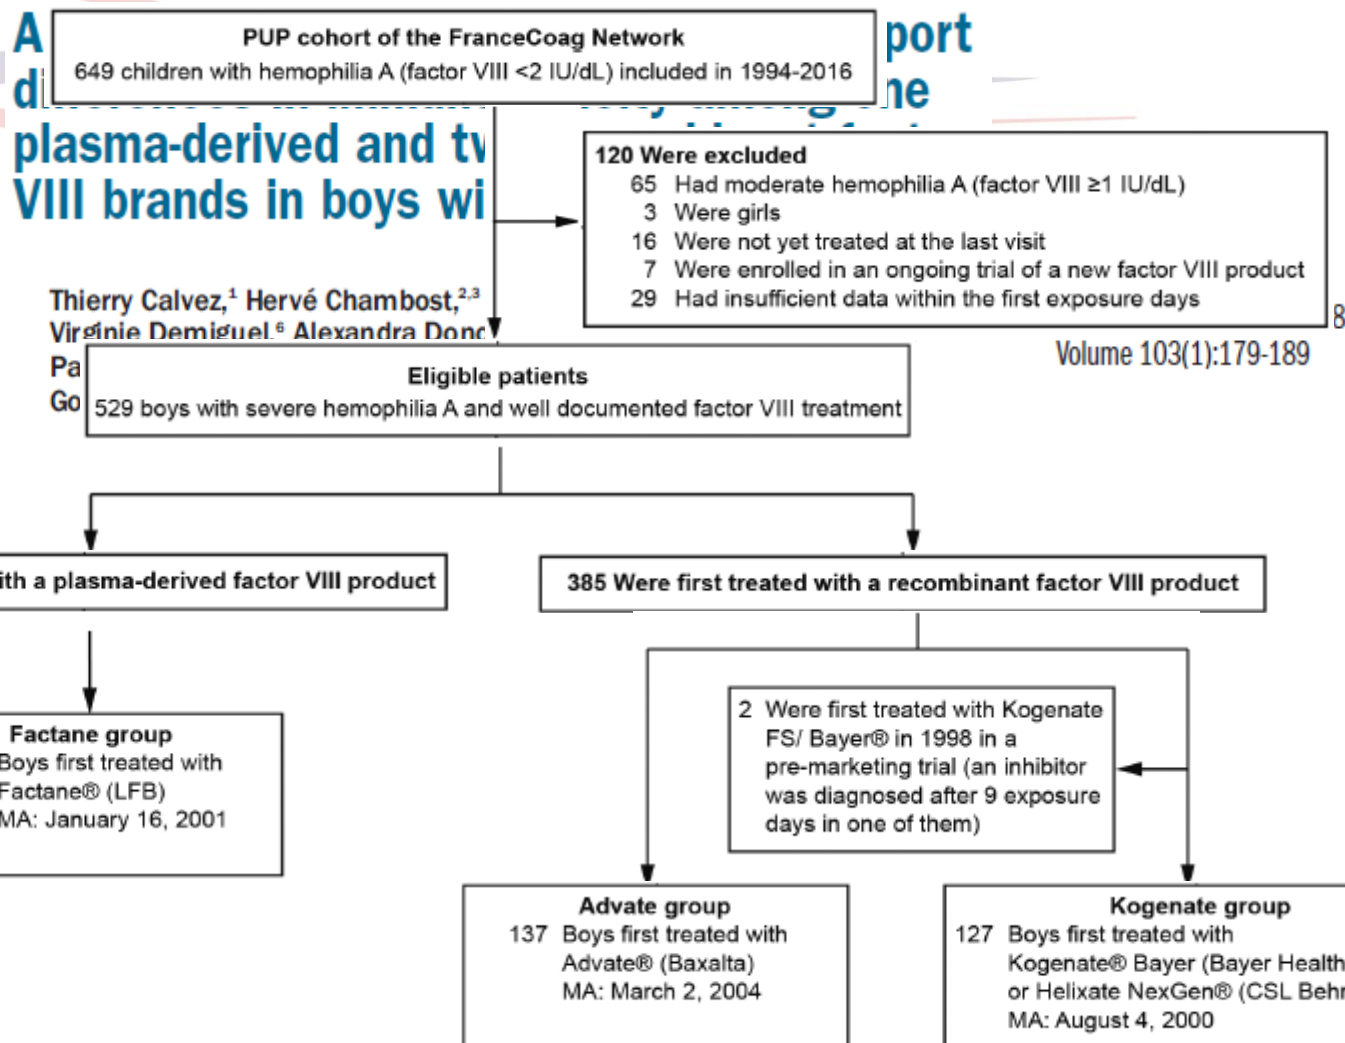 A
port
PUP cohort of the FranceCoag Network
649 children with hemophilia A (factor VIII <2 IU/dL) included in 1994-2016
ne
plasma-derived and
VIII brands in boys
120 Were excluded
65 Had moderate hemophilia A (factor VIII ≥1 IU/dL)
3 Were girls
16 Were not yet treated at the last visit
7 Were enrolled in an ongoing trial of a new factor VIII product
29 Had insufficient data within the first exposure days
Thierry Calvez,1 Hervé Chambost,2,3
Virginie Demiguel,6 Alexandra
8
Volume 103(1):179-189
Pa
Go
Eligible patients
529 boys with severe hemophilia A and well documented factor VIII treatment
ith a plasma-derived factor VIII product
385 Were first treated with a recombinant factor VIII product
Factane group
Boys first treated with
Factane® (LFB)
MA: January 16, 2001
2 Were first treated with Kogenate
FS/ Bayer® in 1998 in a
pre-marketing trial (an inhibitor
was diagnosed after 9 exposure
days in one of them)
Advate group
137 Boys first treated with
Advate® (Baxalta)
MA: March 2, 2004
Kogenate group
127 Boys first treated with
Kogenate® Bayer (Bayer Health
or Helixate NexGen® (CSL Behr
MA: August 4, 2000